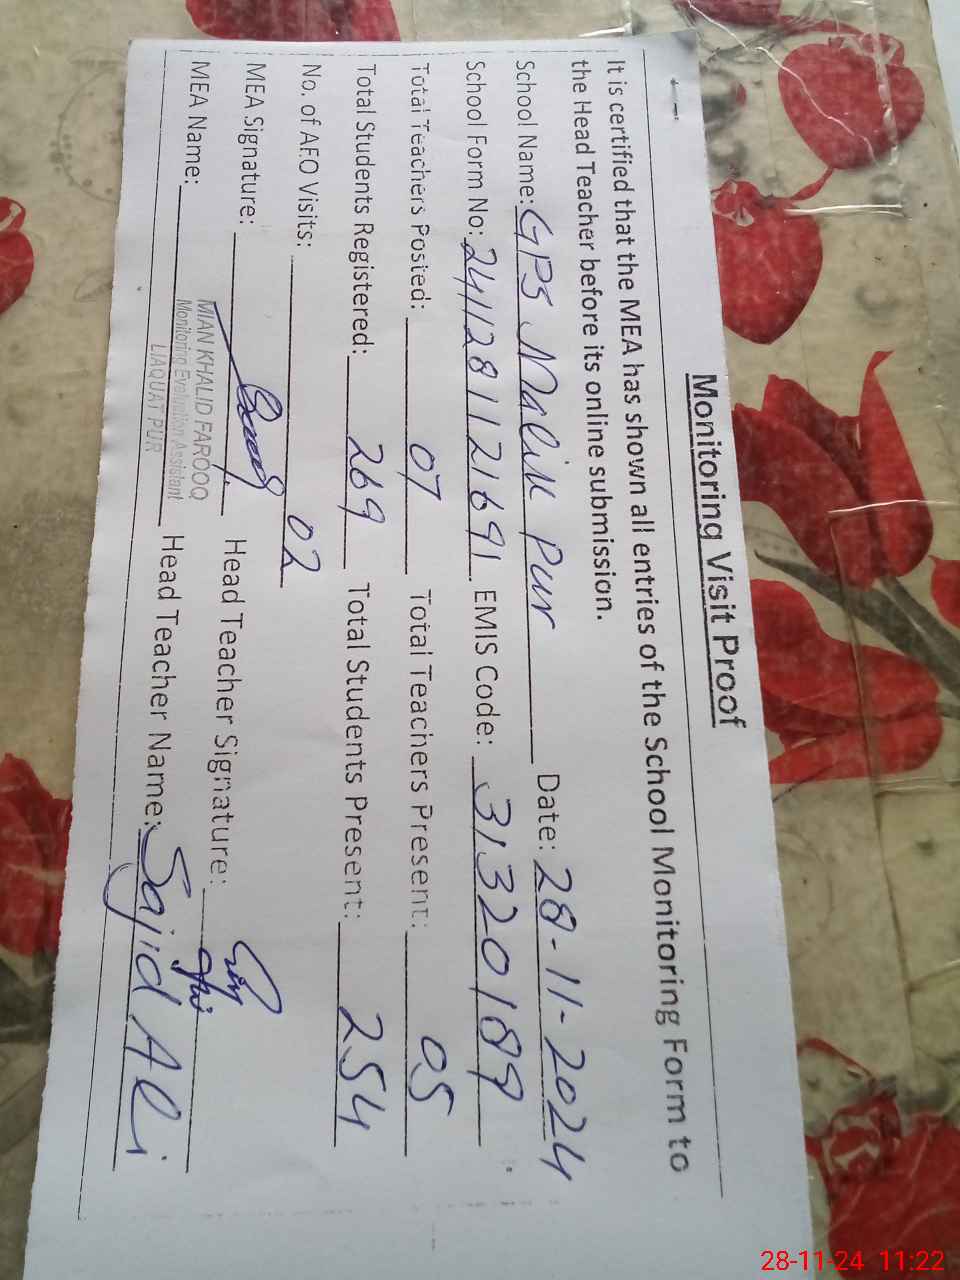 Monitoring Visit Proof
It is certified that the MEA has shown all entries of the School Monitoring Form to
the Head Teacher before its online submission.
School Name: GPS Malik Pur Date: 28-11-2024
School Form No: 2411281121691 EMIS Code: 31320189
Total Teachers Posted: 07 Total Teachers Present: 05
Total Students Registered: 269 Total Students Present: 254
No. of AEO Visits: 02
MEA Signature: Head Teacher Signature:
MEA Name: MIAN KHALID FAROOQ Head Teacher Name: Sajid Ali
Monitoring Evaluation Assistant
LIAQUAT PUR
28-11-24 11:22